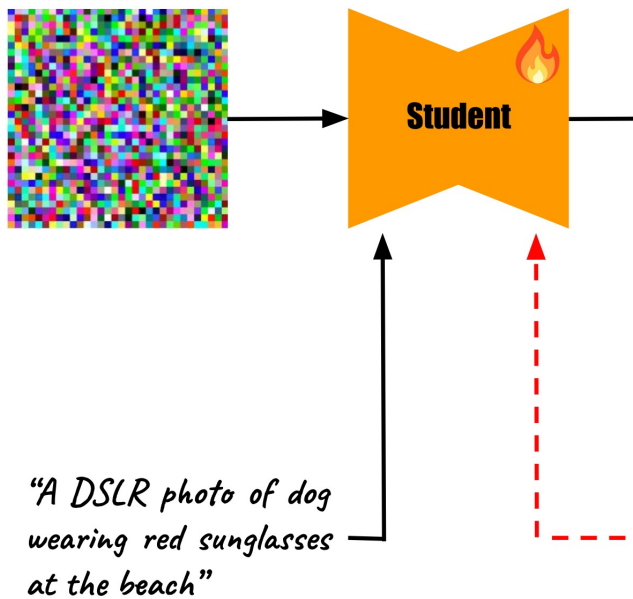 Student
“A DSLR photo of dog
wearing red sunglasses
at the beach”